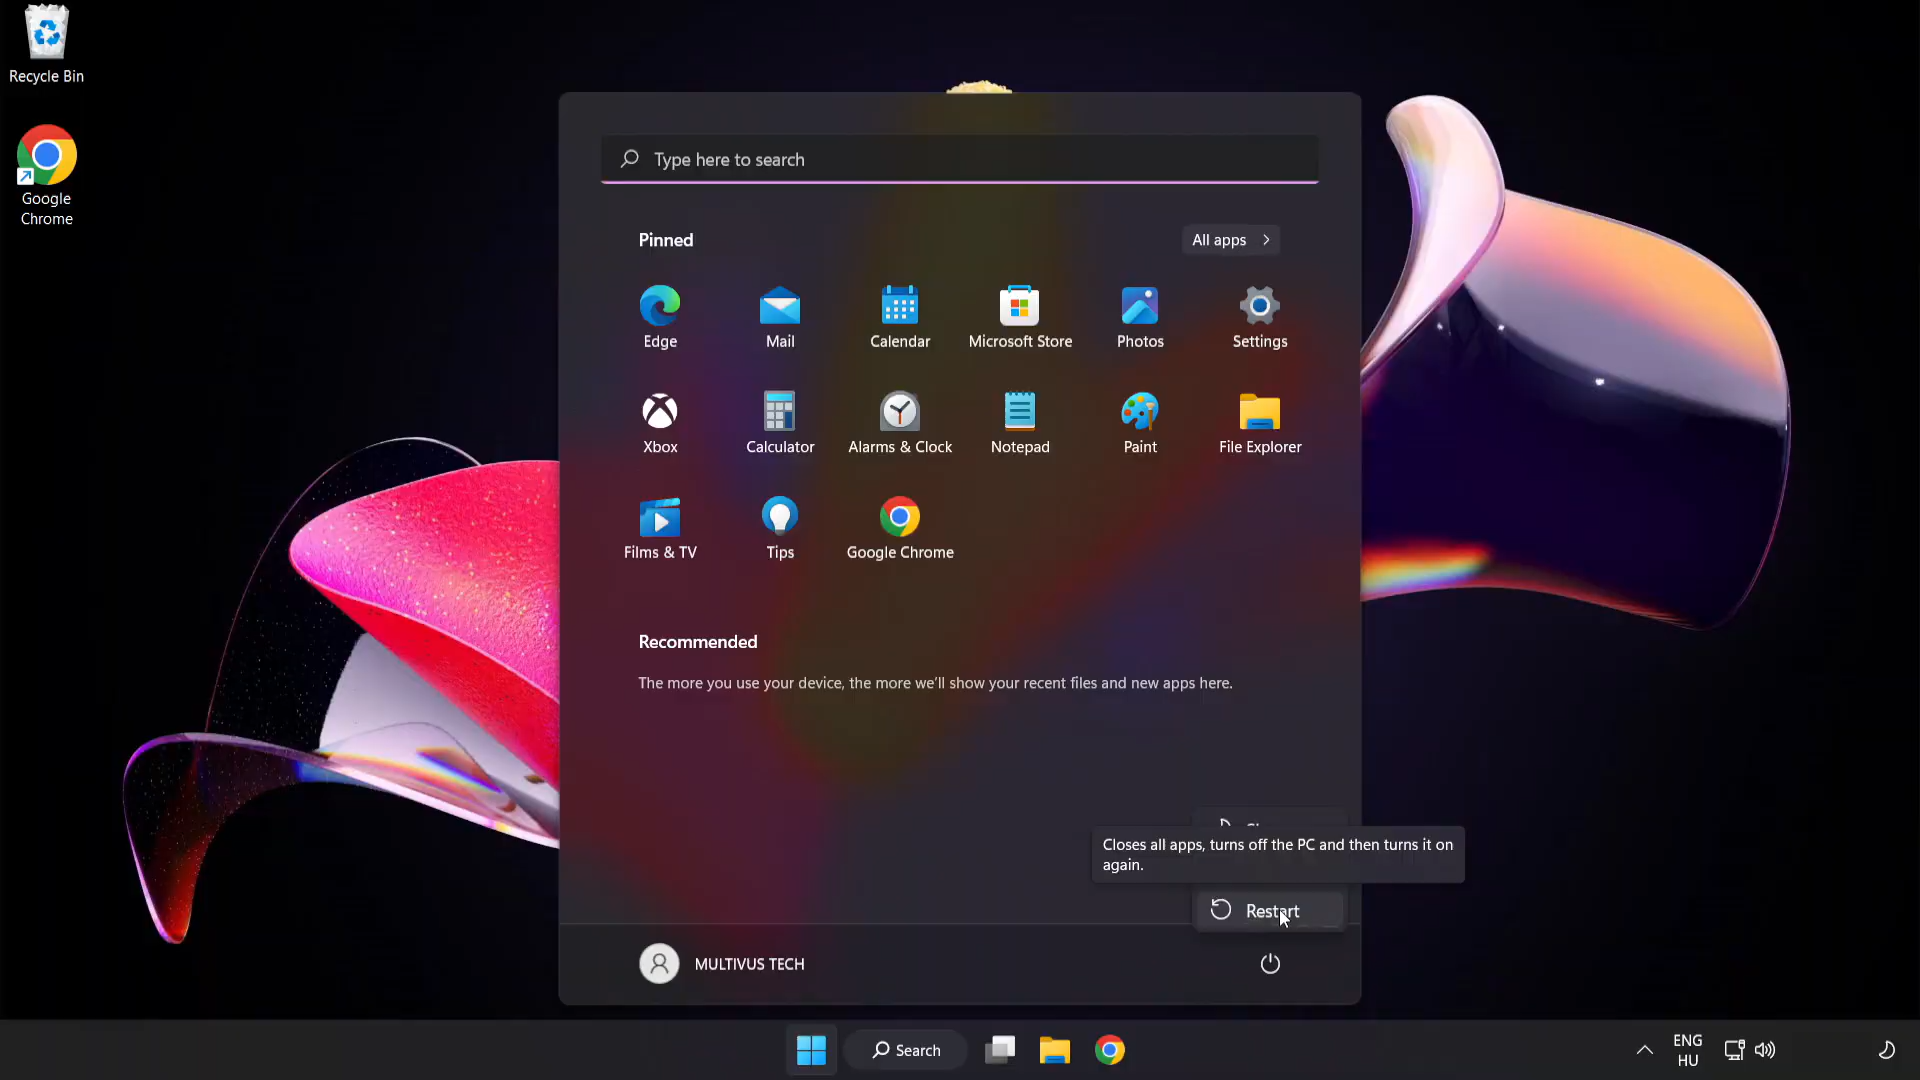 Recycle Bin
Google
Chrome
Type here to search
Pinned
All apps
Edge
Mail
Calendar
Microsoft Store
Photos
Settings
Xbox
Calculator
Alarms & Clock
Notepad
Paint
File Explorer
Films & TV
Tips
Google Chrome
Recommended
The more you use your device, the more we'll show your recent files and new apps here.
Closes all apps, turns off the PC and then turns it on
again.
Restart
MULTIVUS TECH
Search
ENG
HU